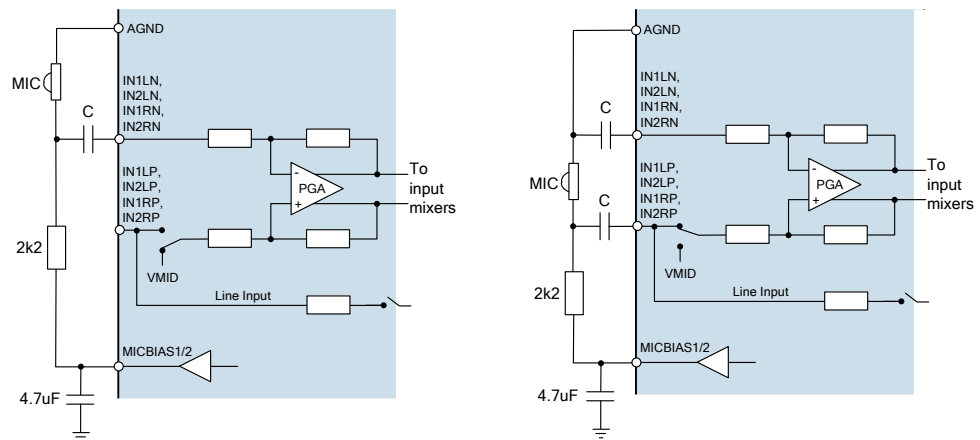 AGND
MIC
C
IN1LN,
IN2LN,
IN1RN,
IN2RN
-
PGA
+
To
input
mixers
IN1LP,
IN2LP,
IN1RP,
IN2RP
VMID
2k2
Line Input
MICBIAS1/2
4.7uF
AGND
C
IN1LN,
IN2LN,
IN1RN,
IN2RN
-
PGA
+
To
input
mixers
MIC
IN1LP,
IN2LP,
IN1RP,
IN2RP
C
VMID
2k2
Line Input
MICBIAS1/2
4.7uF